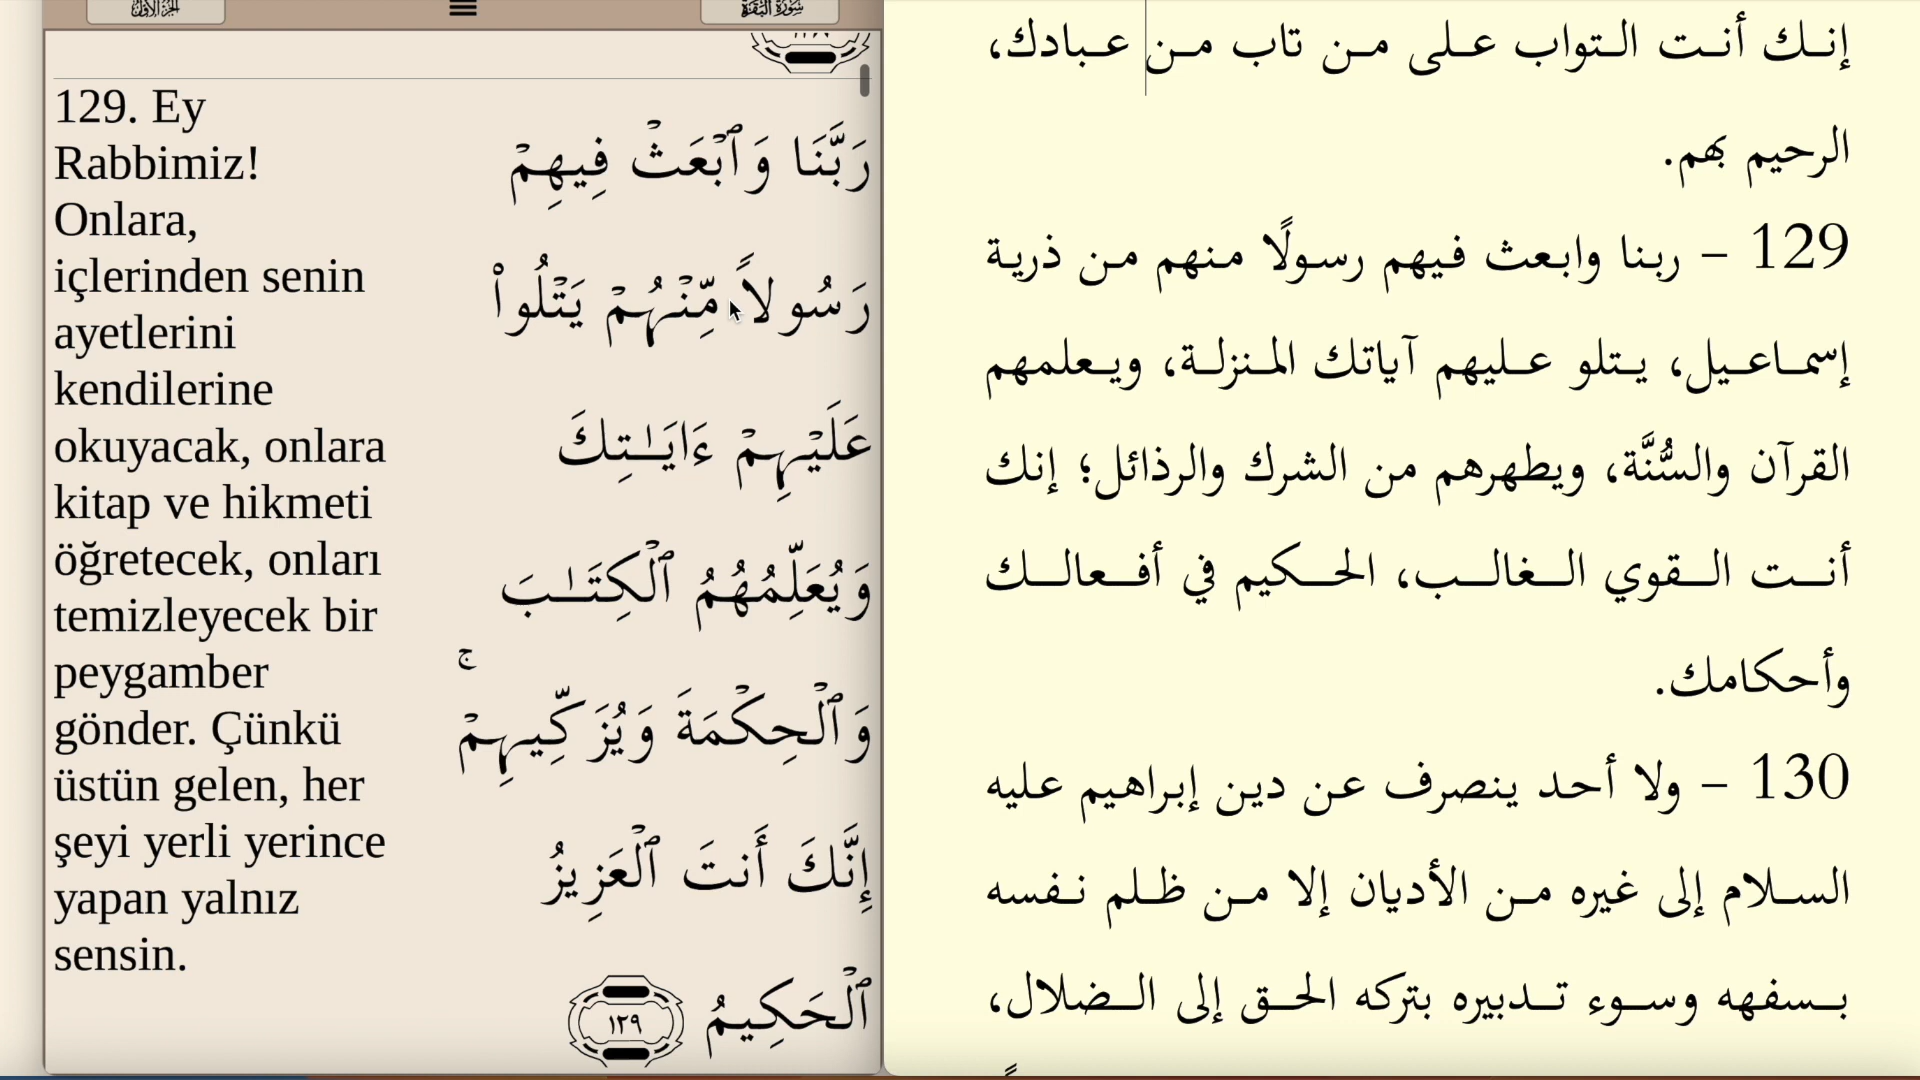 الجزء الأول
سورة البقرة
129. Ey
Rabbimiz!
Onlara,
içlerinden senin
ayetlerini
kendilerine
okuyacak, onlara
kitap ve hikmeti
öğretecek, onları
temizleyecek bir
peygamber
gönder. Çünkü
üstün gelen, her
şeyi yerli yerince
yapan yalnız
sensin.
رَبَّنَا وَٱبْعَثْ فِيهِمْ
رَسُولاً مِّنْهُمْ يَتْلُواْ
عَلَيْهِمْ ءَايَـٰتِكَ
وَيُعَلِّمُهُمُ ٱلْكِتَـٰبَ
وَٱلْحِكْمَةَ وَيُزَكِّيهِمْ ۚ
إِنَّكَ أَنتَ ٱلْعَزِيزُ
ٱلْحَكِيمُ ١٢٩
إنك أنت التواب على من تاب من عبادك،
الرحيم بهم.
129 – ربنا وابعث فيهم رسولًا منهم من ذرية
إسماعيل، يتلو عليهم آياتك المنزلة، ويعلمهم
القرآن والسُّنَّة، ويطهرهم من الشرك والرذائل؛ إنك
أنت القوي الغالب، الحكيم في أفعالك
وأحكامك.
130 – ولا أحد ينصرف عن دين إبراهيم عليه
السلام إلى غيره من الأديان إلا من ظلم نفسه
بسفهه وسوء تدبيره بتركه الحق إلى الضلال،